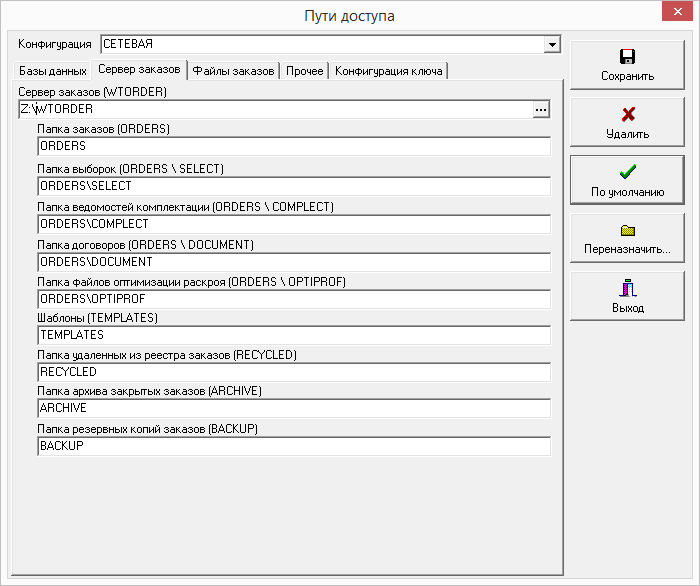 Пути доступа
Конфигурация СЕТЕВАЯ
Базы данных Сервер заказов Файлы заказов Прочее Конфигурация ключа
Сервер заказов (WTORDER)
Z:\WTORDER ...
Папка заказов (ORDERS)
ORDERS
Папка выборок (ORDERS \ SELECT)
ORDERS\SELECT
Папка ведомостей комплектации (ORDERS \ COMPLECT)
ORDERS\COMPLECT
Папка договоров (ORDERS \ DOCUMENT)
ORDERS\DOCUMENT
Папка файлов оптимизации раскроя (ORDERS \ OPTIPROF)
ORDERS\OPTIPROF
Шаблоны (TEMPLATES)
TEMPLATES
Папка удаленных из реестра заказов (RECYCLED)
RECYCLED
Папка архива закрытых заказов (ARCHIVE)
ARCHIVE
Папка резервных копий заказов (BACKUP)
BACKUP
Сохранить
Удалить
По умолчанию
Переназначить...
Выход